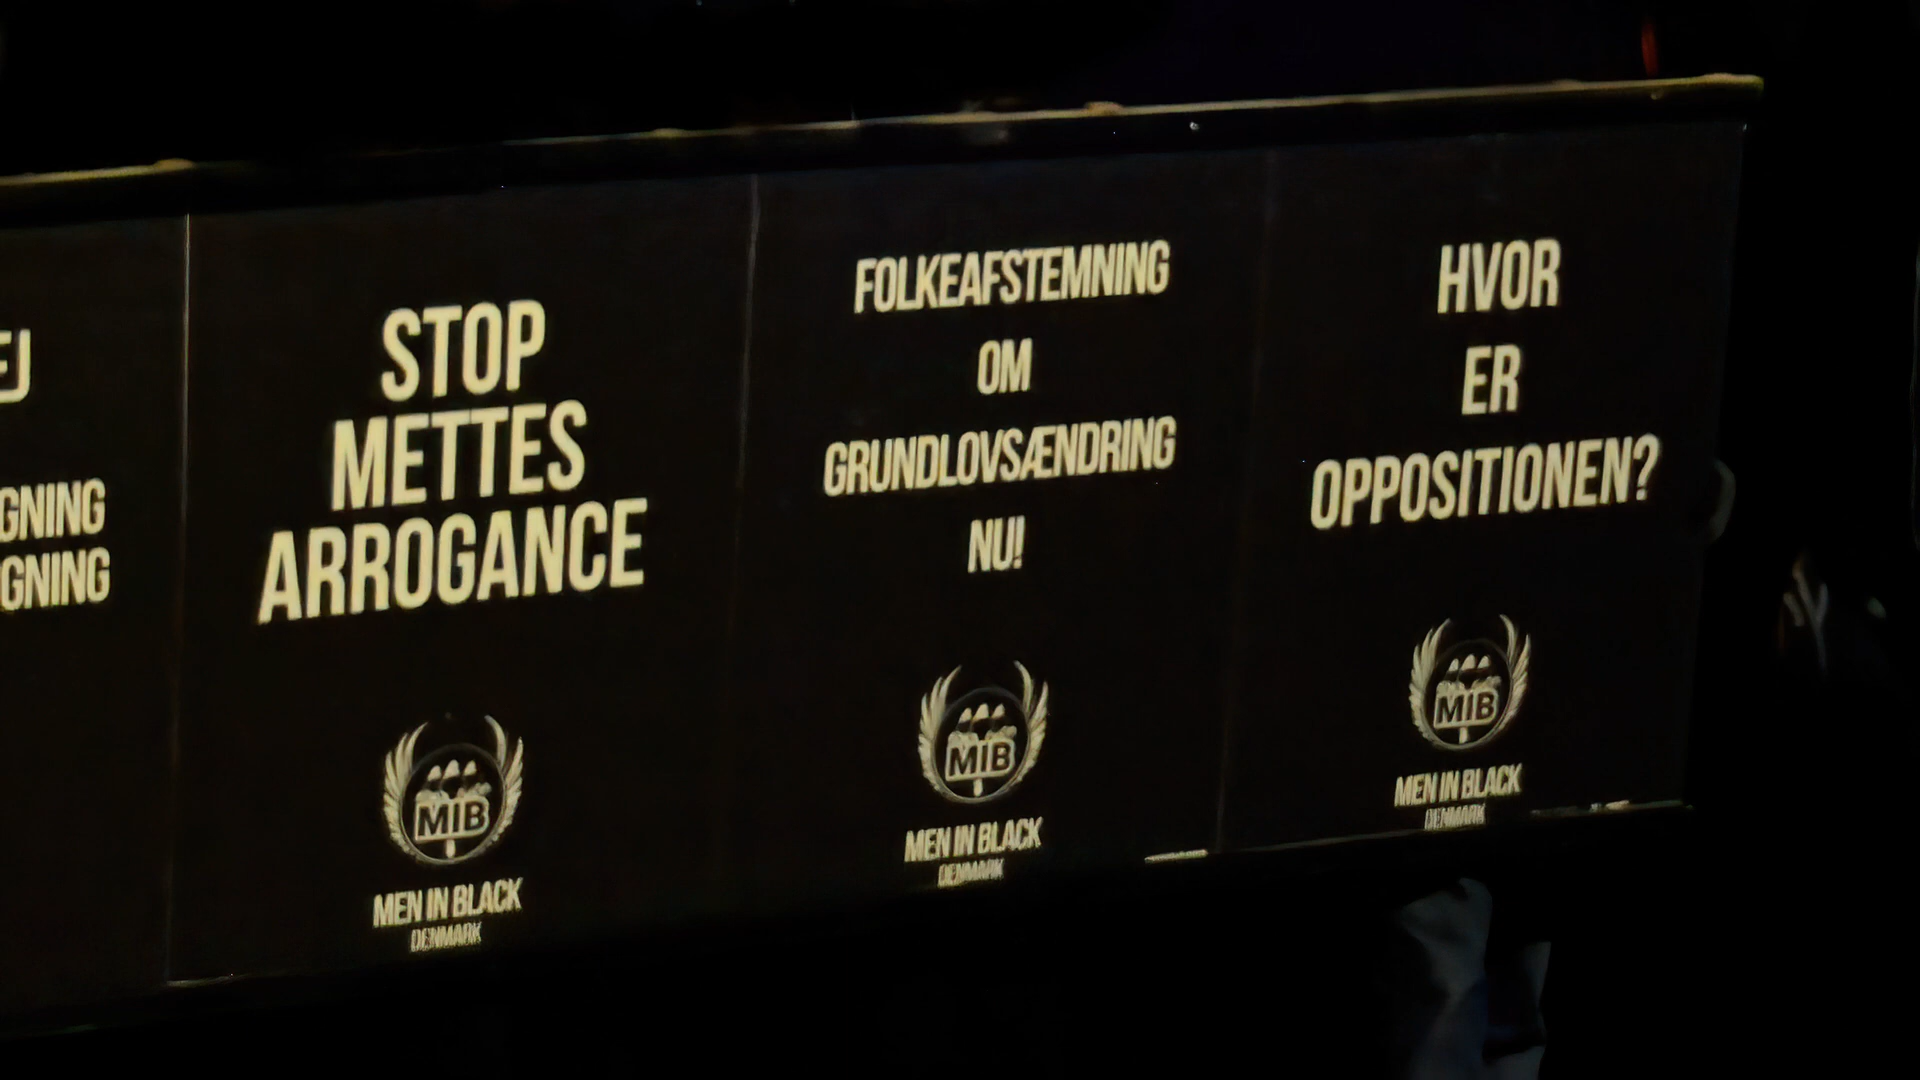 GNING
GNING
STOP
METTES
ARROGANCE
MIB
MEN IN BLACK
DENMARK
FOLKEAFSTEMNING
OM
GRUNDLOVSÆNDRING
NU!
MIB
MEN IN BLACK
DENMARK
HVOR
ER
OPPOSITIONEN?
MIB
MEN IN BLACK
DENMARK